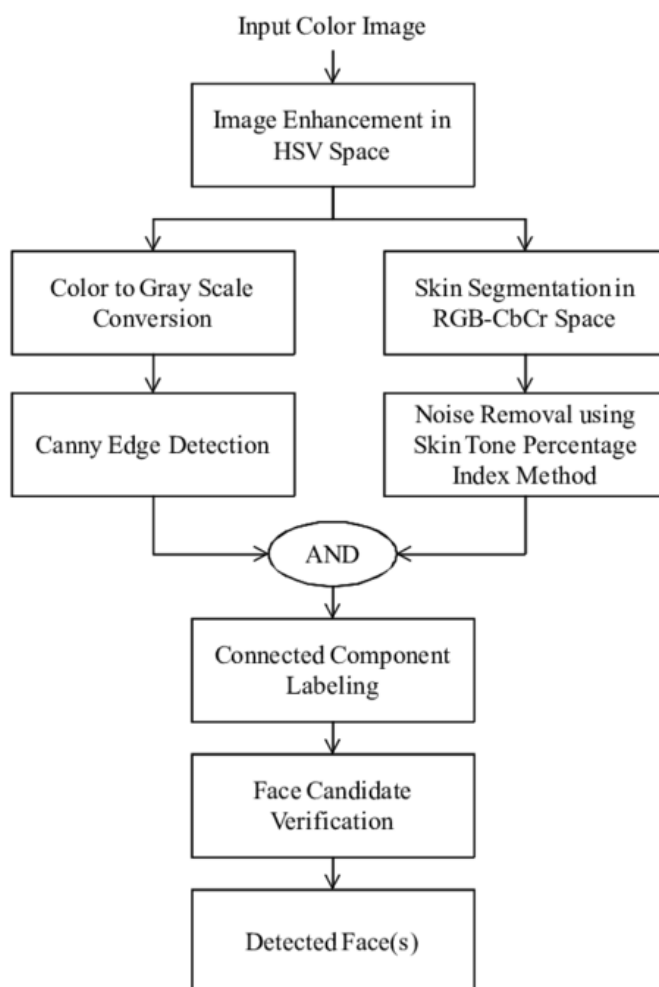 Input Color Image
Image Enhancement in
HSV Space
Color to Gray Scale
Conversion
Skin Segmentation in
RGB-CbCr Space
Canny Edge Detection
Noise Removal using
Skin Tone Percentage
Index Method
AND
Connected Component
Labeling
Face Candidate
Verification
Detected Face(s)